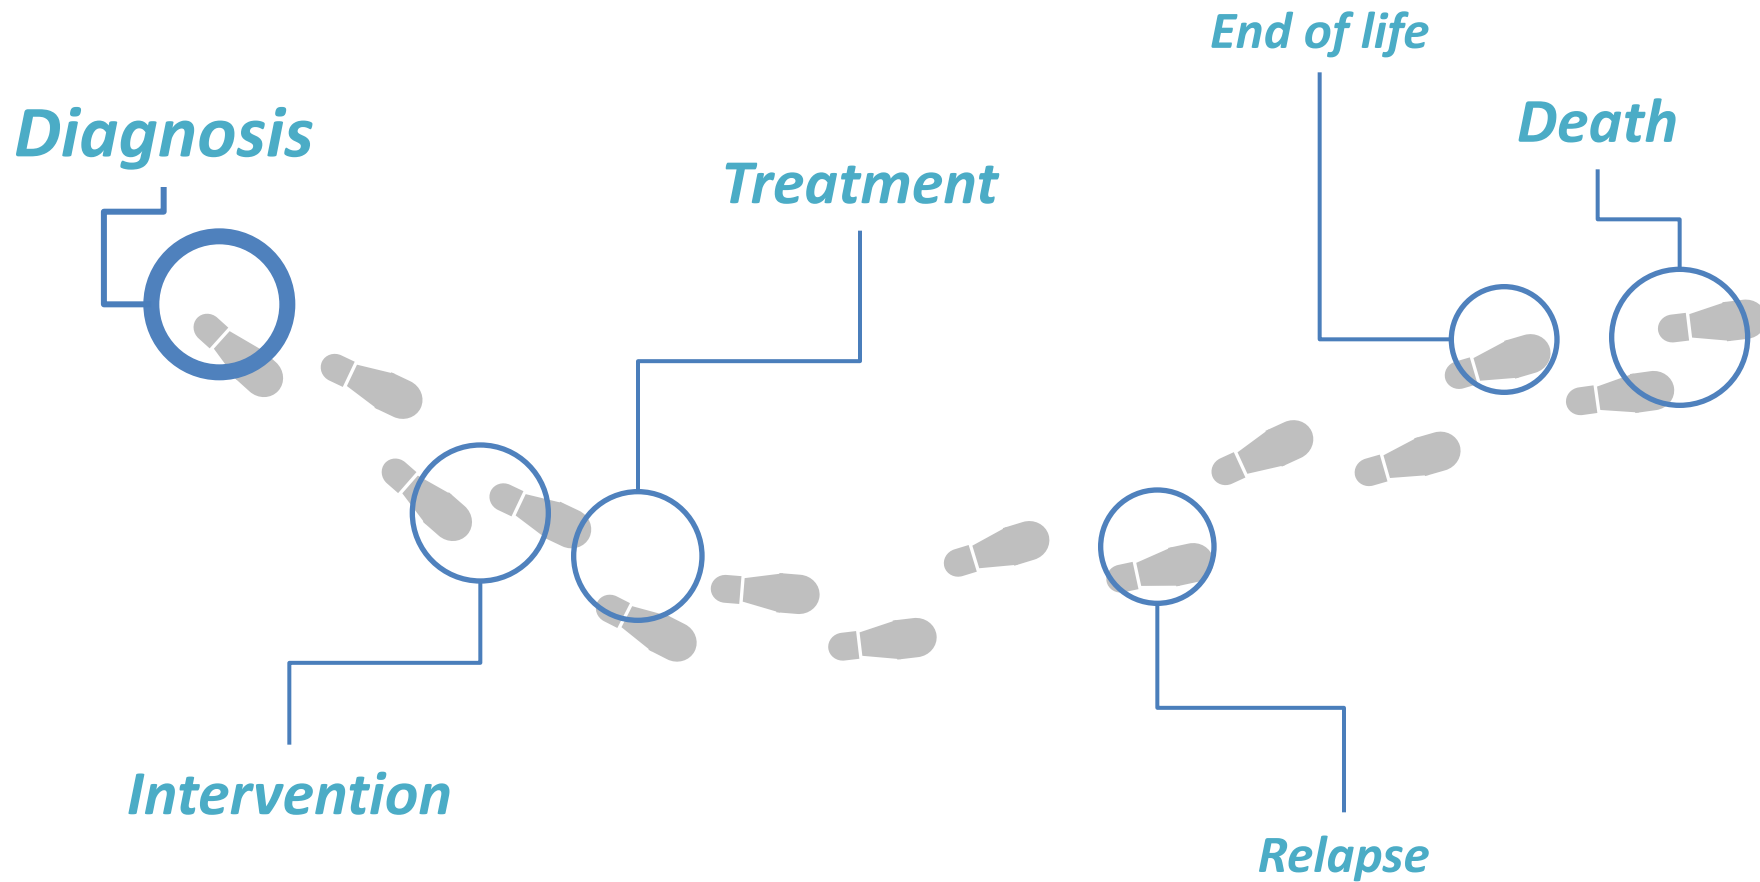 Diagnosis
Intervention
Treatment
Relapse
End of life
Death